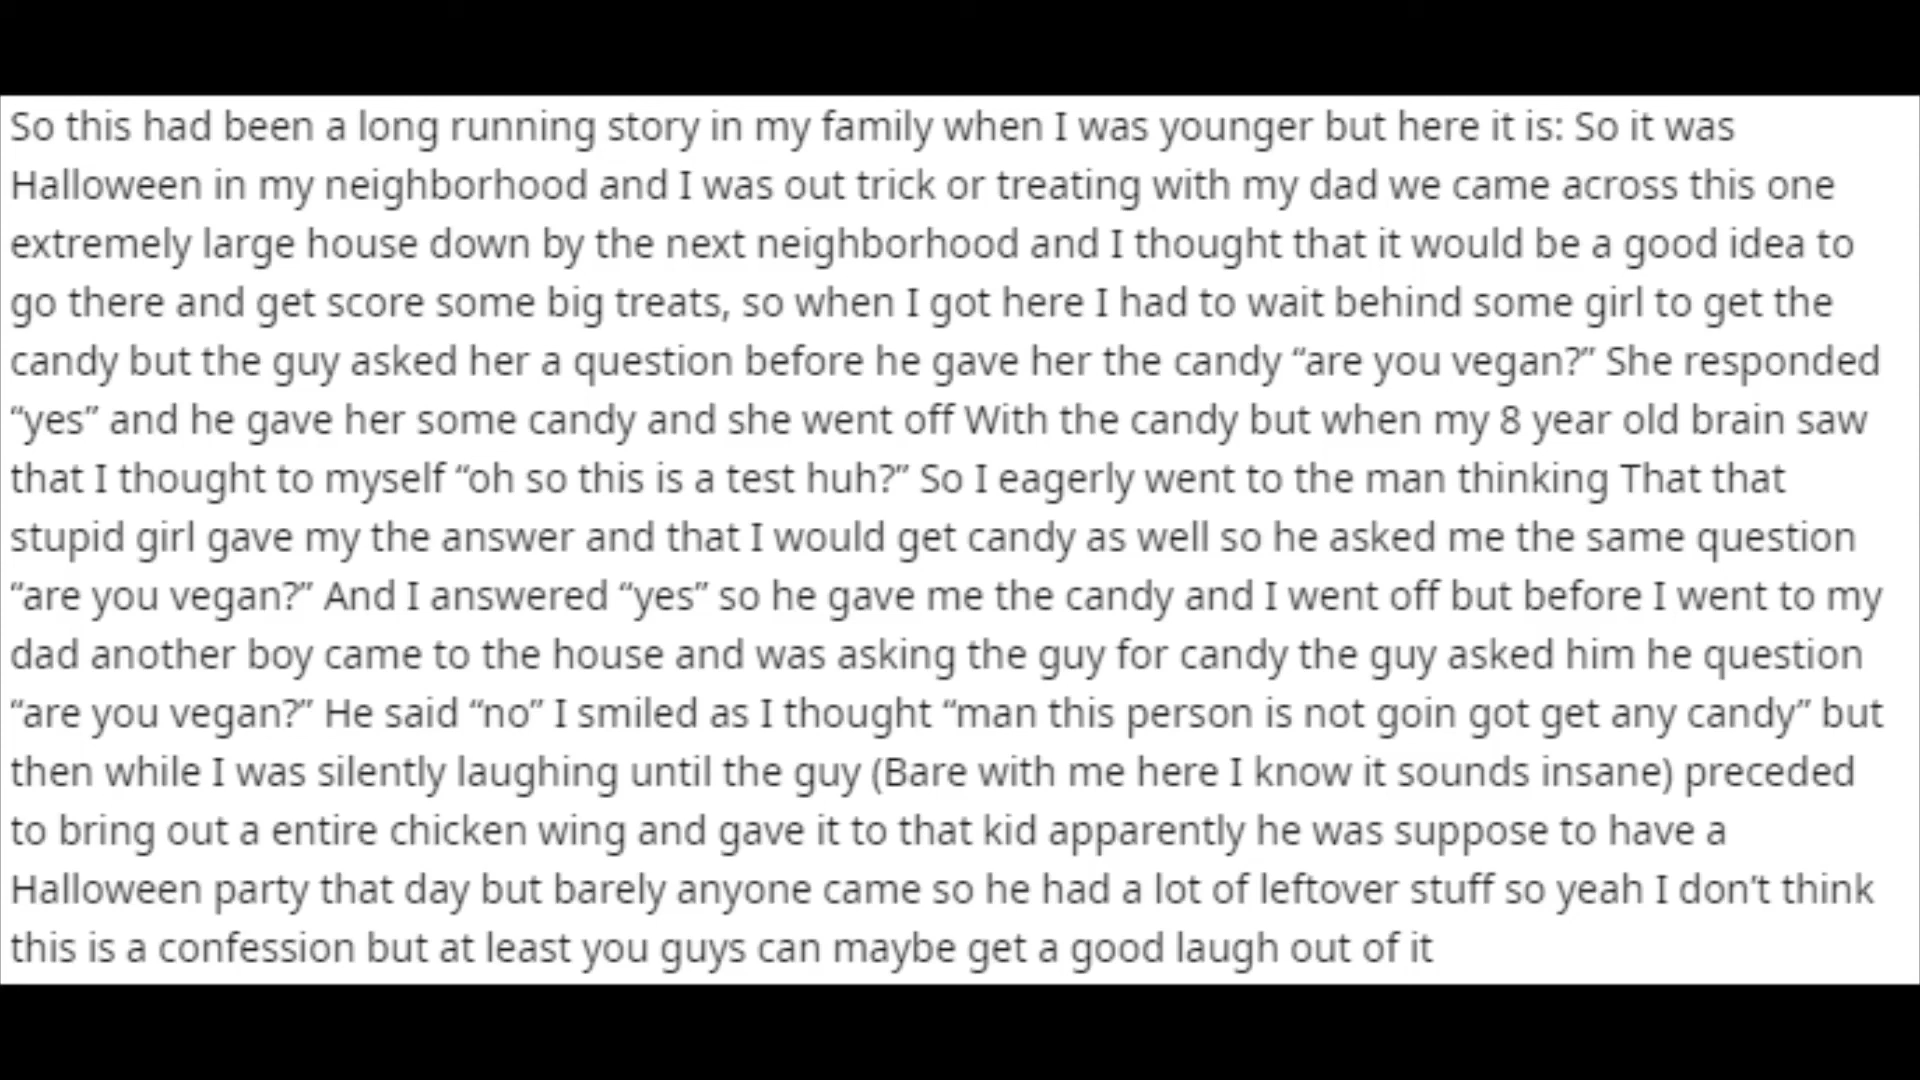 So this had been a long running story in my family when I was younger but here it is: So it was
Halloween in my neighborhood and I was out trick or treating with my dad we came across this one
extremely large house down by the next neighborhood and I thought that it would be a good idea to
go there and get score some big treats, so when I got here I had to wait behind some girl to get the
candy but the guy asked her a question before he gave her the candy “are you vegan?” She responded
“yes” and he gave her some candy and she went off With the candy but when my 8 year old brain saw
that I thought to myself “oh so this is a test huh?” So I eagerly went to the man thinking That that
stupid girl gave my the answer and that I would get candy as well so he asked me the same question
“are you vegan?” And I answered “yes” so he gave me the candy and I went off but before I went to my
dad another boy came to the house and was asking the guy for candy the guy asked him he question
“are you vegan?” He said “no” I smiled as I thought “man this person is not goin got get any candy” but
then while I was silently laughing until the guy (Bare with me here I know it sounds insane) preceded
to bring out a entire chicken wing and gave it to that kid apparently he was suppose to have a
Halloween party that day but barely anyone came so he had a lot of leftover stuff so yeah I don't think
this is a confession but at least you guys can maybe get a good laugh out of it